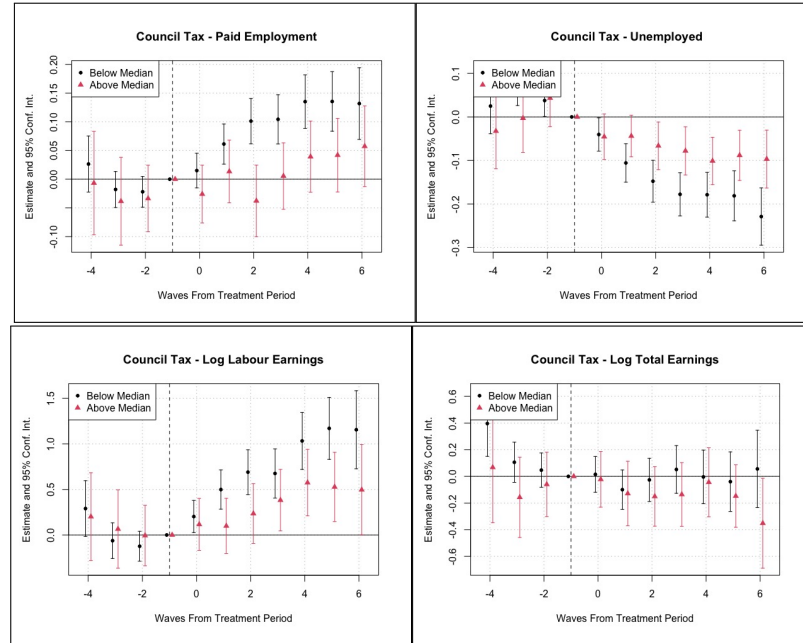 Council Tax - Paid Employment
Below Median
Above Median
Estimate and 95% Conf. Int.
0.20
0.15
0.10
0.05
0.00
-0.10
-4 -2 0 2 4 6
Waves From Treatment Period
Council Tax - Unemployed
Below Median
Above Median
Estimate and 95% Conf. Int.
0.1
0.0
-0.1
-0.2
-0.3
-4 -2 0 2 4 6
Waves From Treatment Period
Council Tax - Log Labour Earnings
Below Median
Above Median
Estimate and 95% Conf. Int.
1.5
1.0
0.5
0.0
-4 -2 0 2 4 6
Waves From Treatment Period
Council Tax - Log Total Earnings
Below Median
Above Median
Estimate and 95% Conf. Int.
0.6
0.4
0.2
0.0
-0.2
-0.4
-0.6
-4 -2 0 2 4 6
Waves From Treatment Period